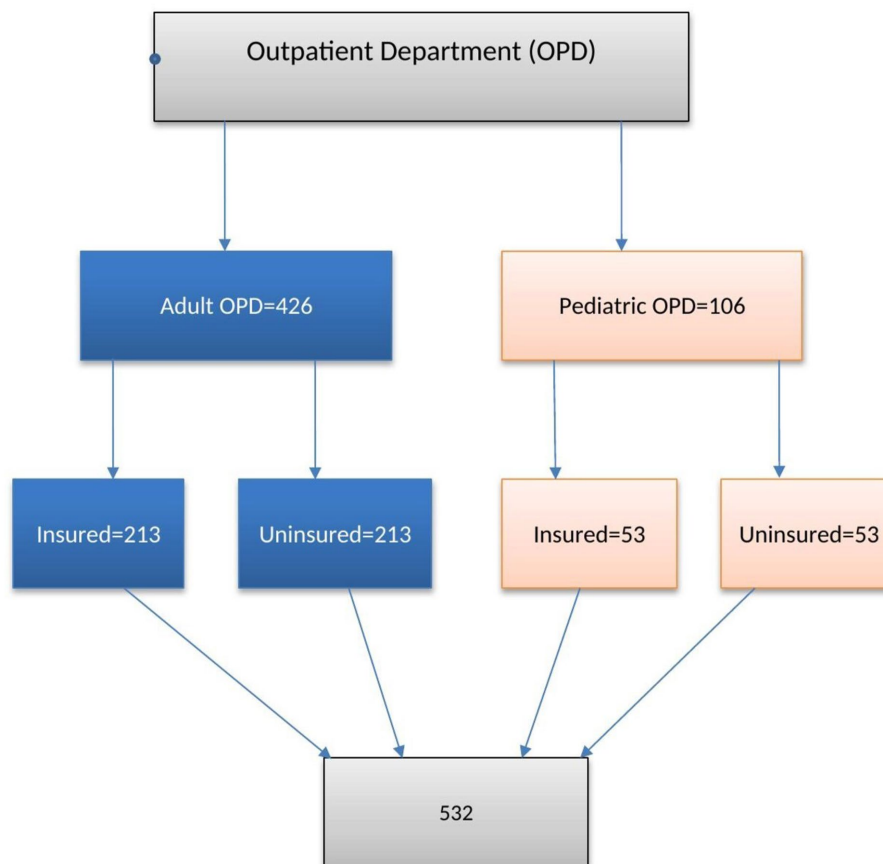 Outpatient Department (OPD)
Adult OPD=426
Pediatric OPD=106
Insured=213
Uninsured=213
Insured=53
Uninsured=53
532